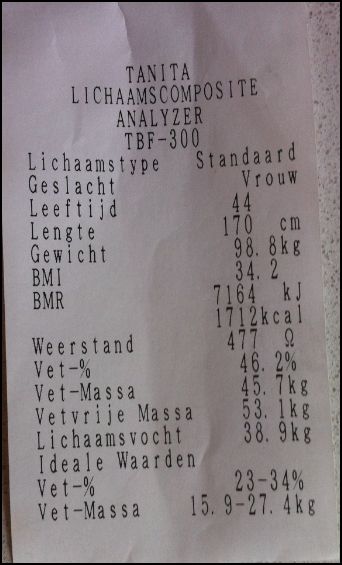 TANITA
LICHAAMSCOMPOSITE
ANALYZER
TBF-300
Lichaamstype Standaard
Geslacht Vrouw
Leeftijd 44
Lengte 170 cm
Gewicht 98.8kg
BMI 34.2
BMR 7164 kJ
1712kcal
Weerstand 477 Ω
Vet-% 46.2%
Vet-Massa 45.7kg
Vetvrije Massa 53.1kg
Lichaamsvocht 38.9kg
Ideale Waarden
Vet-% 23-34%
Vet-Massa 15.9-27.4kg